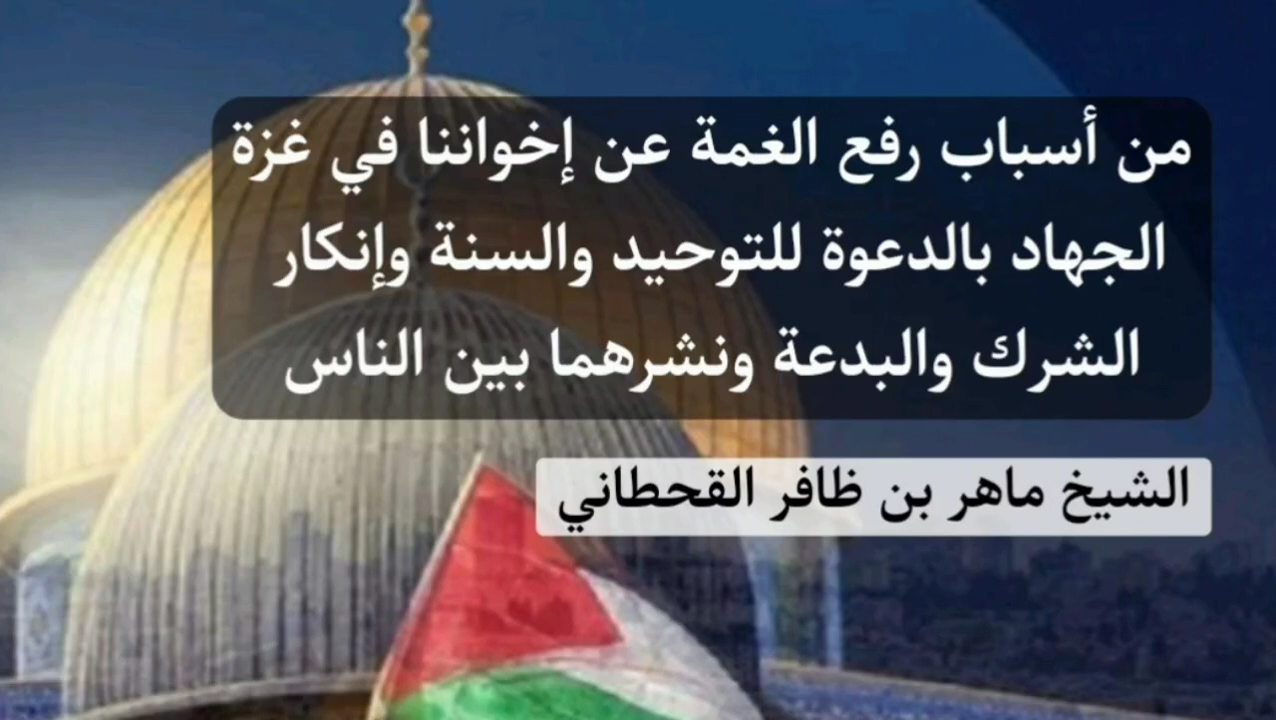 من أسباب رفع الغمة عن إخواننا في غزة
الجهاد بالدعوة للتوحيد والسنة وإنكار
الشرك والبدعة ونشرهما بين الناس
الشيخ ماهر بن ظافر القحطاني